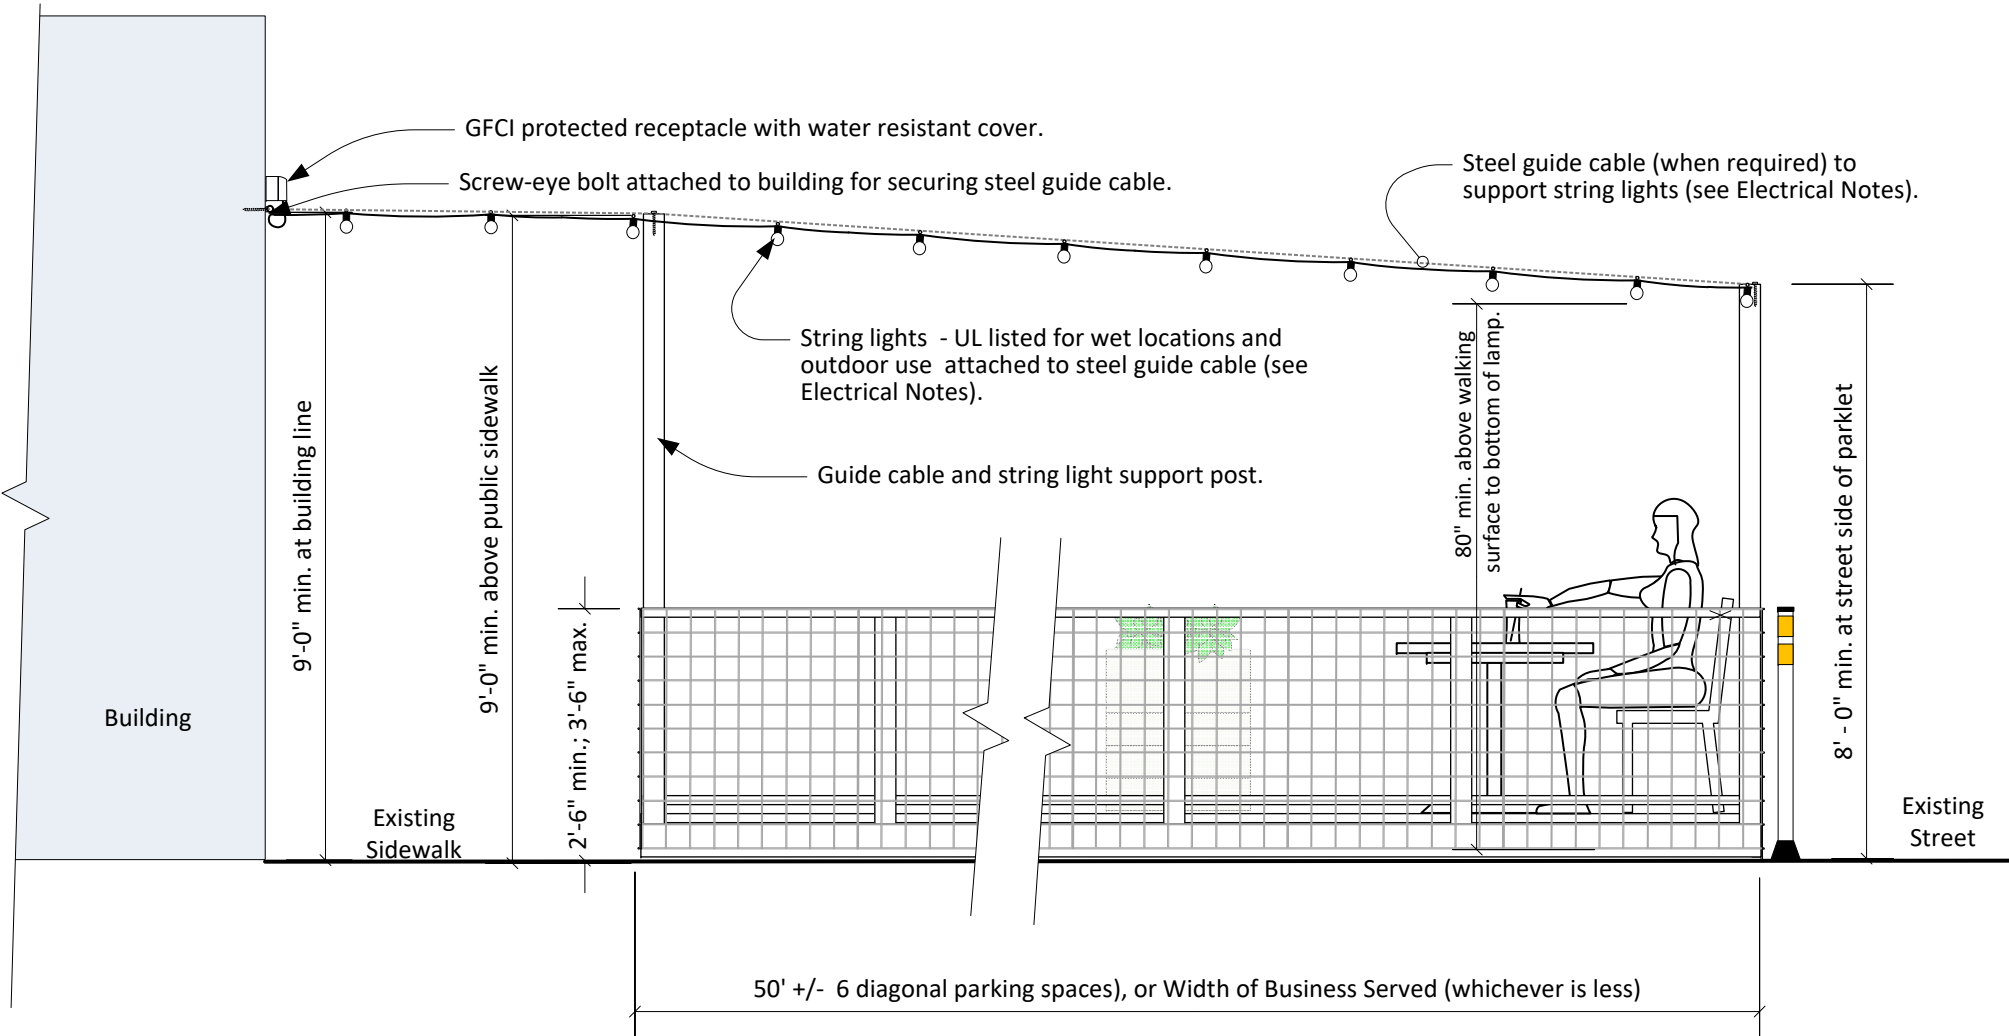 GFCI protected receptacle with water resistant cover.
Screw-eye bolt attached to building for securing steel guide cable.
Steel guide cable (when required) to
support string lights (see Electrical Notes).
String lights  - UL listed for wet locations and
outdoor use  attached to steel guide cable (see
Electrical Notes).
Guide cable and string light support post.
9'-0" min. at building line
9'-0" min. above public sidewalk
2'-6" min.; 3'-6" max.
80" min. above walking
surface to bottom of lamp.
8' - 0" min. at street side of parklet
Building
Existing
Sidewalk
Existing
Street
50' +/-  6 diagonal parking spaces), or Width of Business Served (whichever is less)